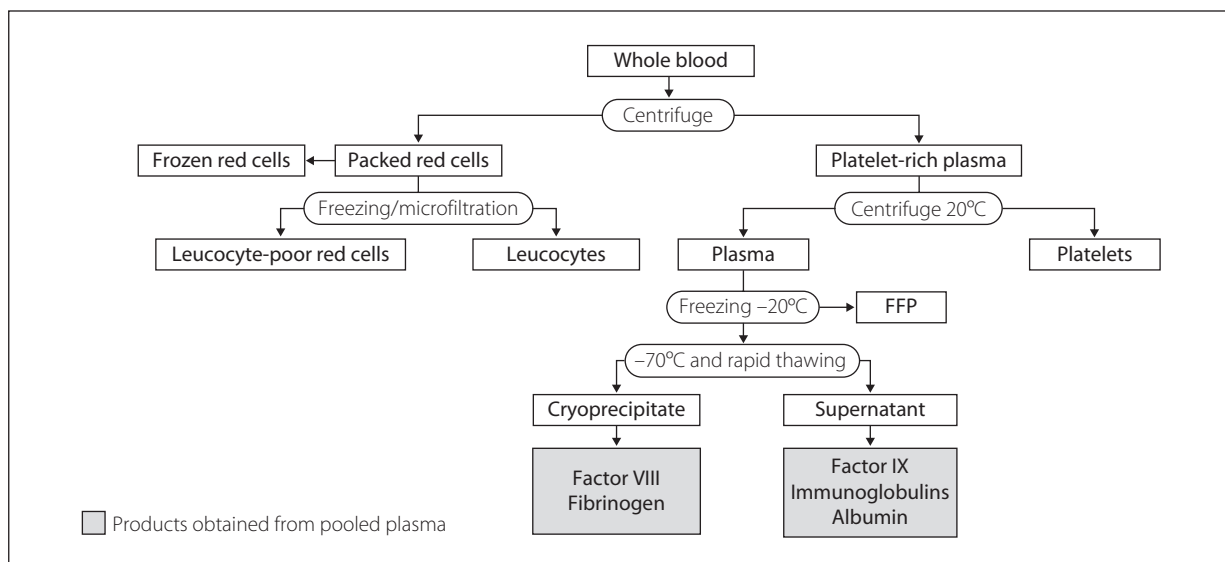 Whole blood
Centrifuge
Frozen red cells
Packed red cells
Platelet-rich plasma
Freezing/microfiltration
Centrifuge 20ºC
Leucocyte-poor red cells
Leucocytes
Plasma
Platelets
Freezing –20ºC
FFP
–70ºC and rapid thawing
Cryoprecipitate
Supernatant
Factor VIII
Fibrinogen
Factor IX
Immunoglobulins
Albumin
Products obtained from pooled plasma